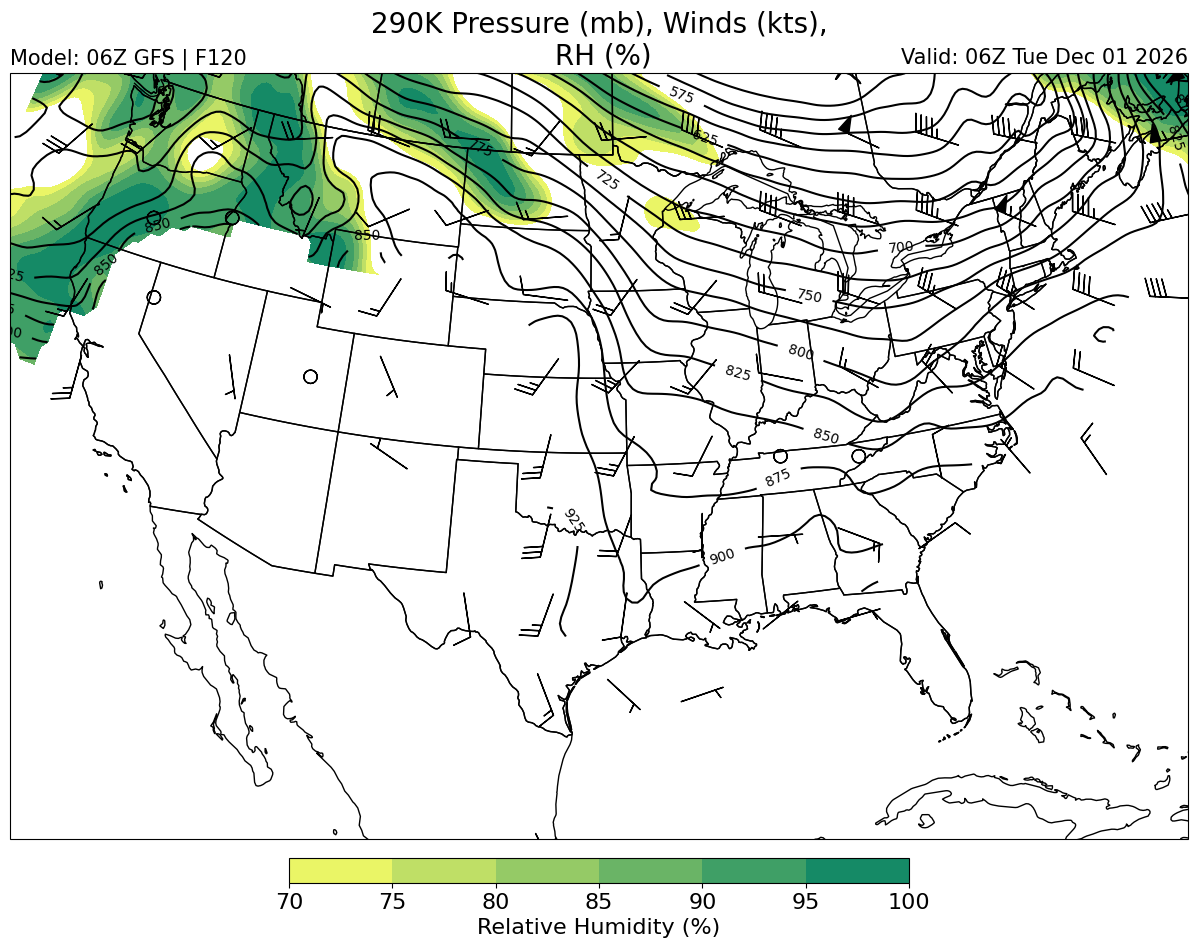 290K Pressure (mb), Winds (kts),
RH (%)
Model: 06Z GFS | F120
Valid: 06Z Tue Dec 01 2026
575
625
775
675
725
850
850
850
700
750
800
825
850
875
925
900
70 75 80 85 90 95 100
Relative Humidity (%)